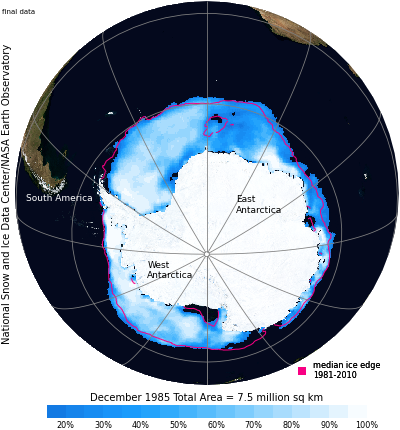 final data
National Snow and Ice Data Center/NASA Earth Observatory
South America
East
Antarctica
West
Antarctica
median ice edge
1981-2010
December 1985 Total Area = 7.5 million sq km
20% 30% 40% 50% 60% 70% 80% 90% 100%